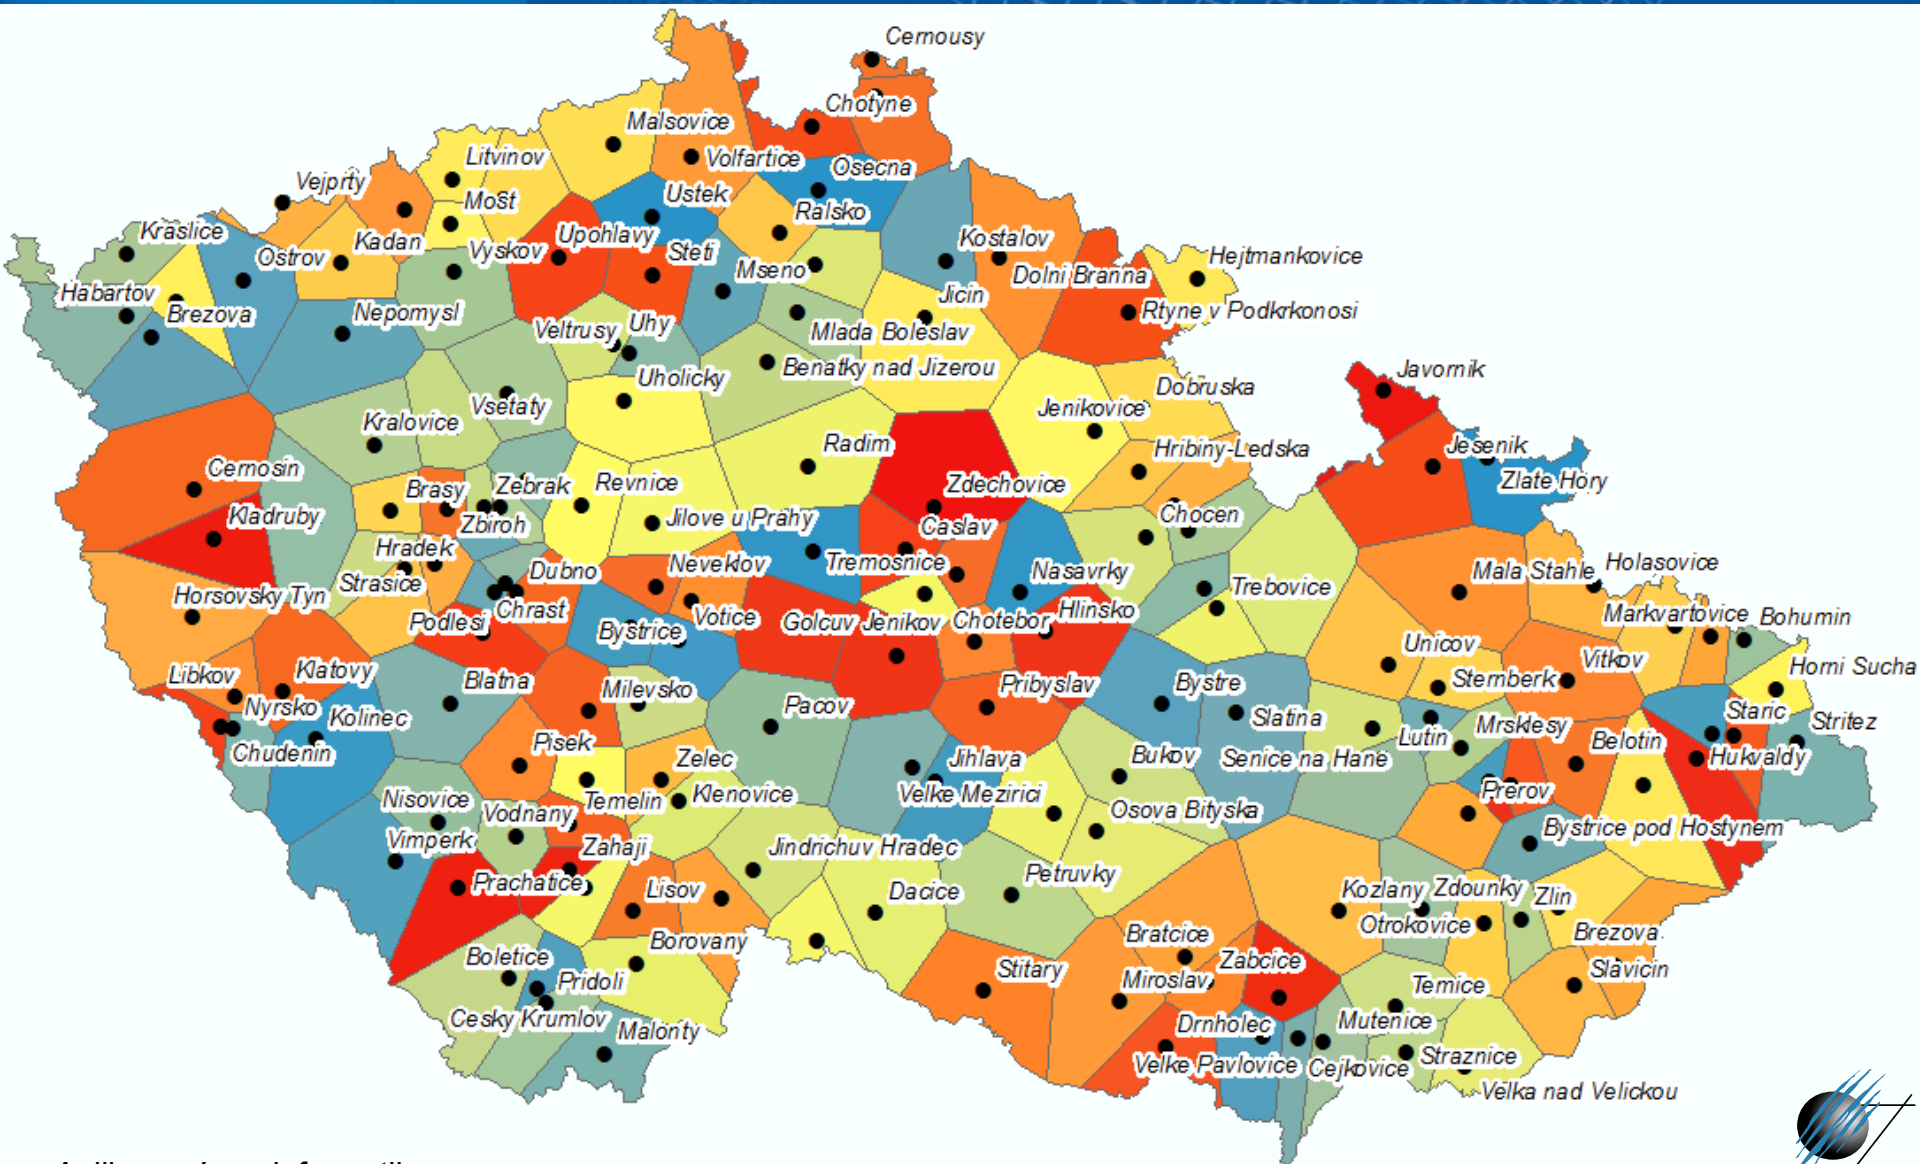 Cernousy
Chotyne
Malsovice
Litvinov
Volfartice
Osecna
Vejprty
Most
Ustek
Ralsko
Kraslice
Kadan
Vyskov
Upohlavy
Steti
Kostalov
Ostrov
Mseno
Dolni Branna
Hejtmankovice
Habartov
Brezova
Nepomysl
Jicin
Rtyne v Podkrkonosi
Veltrusy
Uhy
Mlada Boleslav
Benatky nad Jizerou
Uholicky
Javornik
Dobruska
Vsetaty
Jenikovice
Kralovice
Radim
Hribiny-Ledska
Jesenik
Cernosin
Brasy
Zebrak
Revnice
Zdechovice
Zlate Hory
Kladruby
Zbiroh
Jilove u Prahy
Caslav
Chocen
Hradek
Strasice
Dubno
Neveklov
Tremosnice
Nasavrky
Trebovice
Mala Stahle
Holasovice
Horsovsky Tyn
Chrast
Podlesi
Bystrice
Votice
Golcuv Jenikov
Chotebor
Hlinsko
Markvartovice
Bohumin
Libkov
Klatovy
Blatna
Milevsko
Pribyslav
Bystre
Unicov
Sternberk
Vitkov
Horni Sucha
Nyrsko
Kolinec
Pacov
Slatina
Mrsklesy
Staric
Stritez
Chudenin
Pisek
Zelec
Jihlava
Bukov
Senice na Hane
Lutin
Belotin
Hukvaldy
Nisovice
Vodnany
Temelin
Klenovice
Velke Mezirici
Osova Bityska
Prerov
Vimperk
Zahaji
Jindrichuv Hradec
Bystrice pod Hostynem
Prachatice
Lisov
Dacice
Petruvky
Kozlany
Zdounky
Zlin
Otrokovice
Borovany
Bratcice
Brezova
Boletice
Pridoli
Stitary
Miroslav
Zabcice
Slavicin
Cesky Krumlov
Malonty
Temice
Drnholec
Mutenice
Velke Pavlovice
Cejkovice
Straznice
Velka nad Velickou